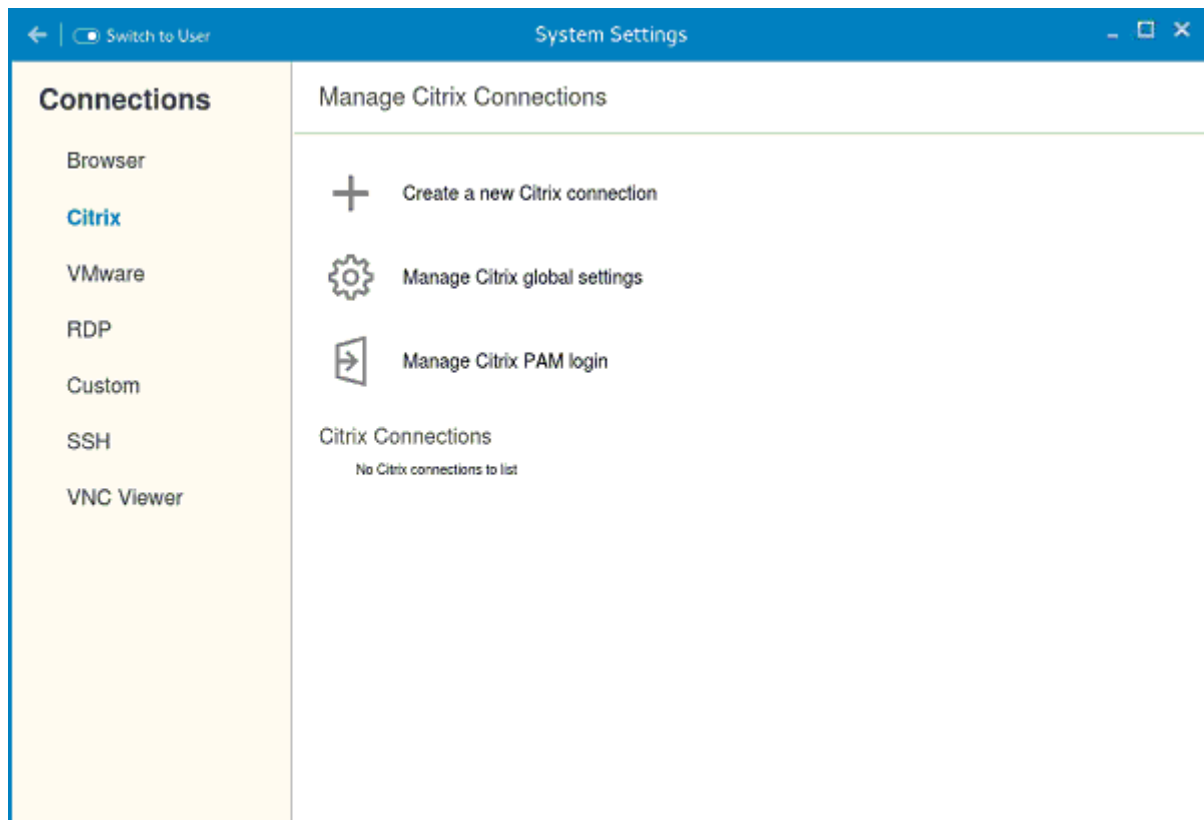 Switch to User
System Settings
Connections
Browser
Citrix
VMware
RDP
Custom
SSH
VNC Viewer
Manage Citrix Connections
Create a new Citrix connection
Manage Citrix global settings
Manage Citrix PAM login
Citrix Connections
No Citrix connections to list